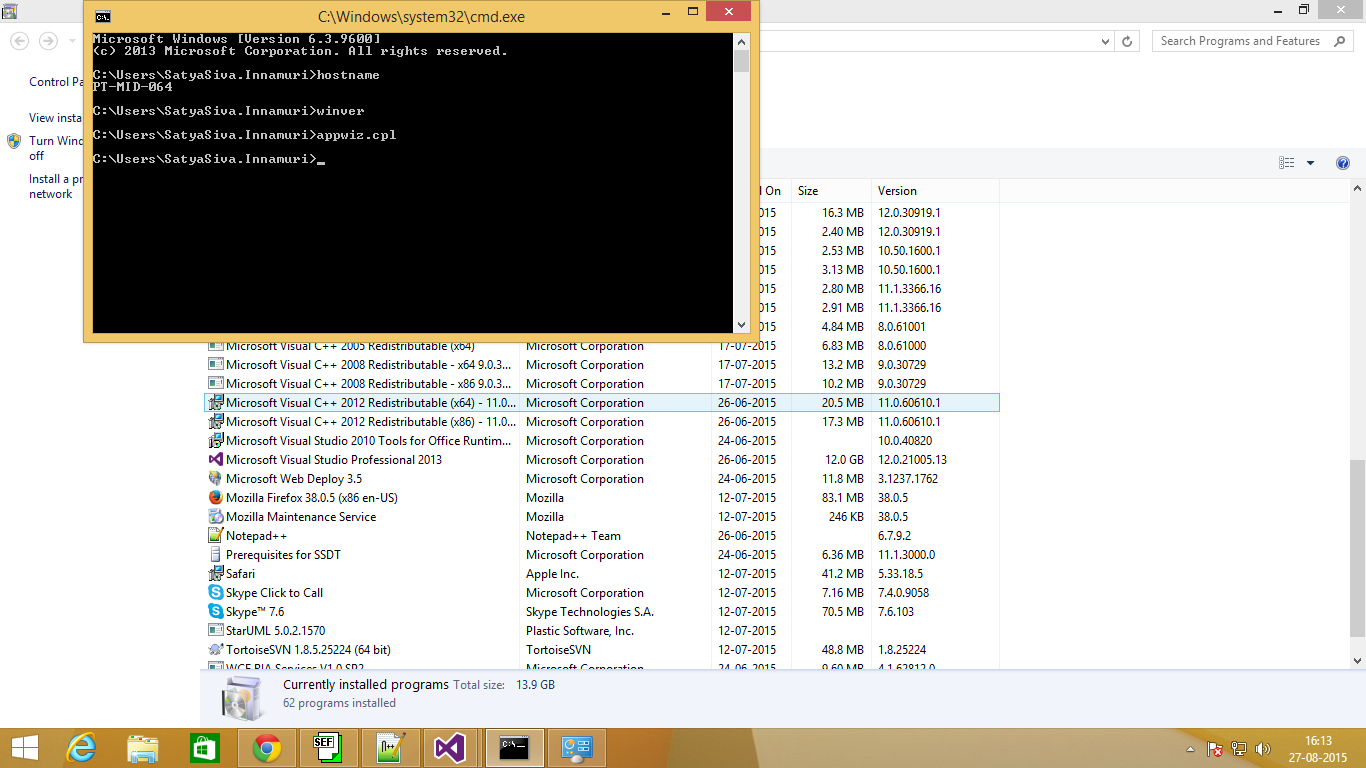 C:\Windows\system32\cmd.exe
Microsoft Windows [Version 6.3.9600]
(c) 2013 Microsoft Corporation. All rights reserved.
C:\Users\SatyaSiva.Innamuri>hostname
PT-MID-064
C:\Users\SatyaSiva.Innamuri>winver
C:\Users\SatyaSiva.Innamuri>appwiz.cpl
C:\Users\SatyaSiva.Innamuri>_
Search Programs and Features
Control Pa
View insta
Turn Wind
off
Install a pr
network
l On Size Version
015 16.3 MB 12.0.30919.1
015 2.40 MB 12.0.30919.1
015 2.53 MB 10.50.1600.1
015 3.13 MB 10.50.1600.1
015 2.80 MB 11.1.3366.16
015 2.91 MB 11.1.3366.16
015 4.84 MB 8.0.61001
Microsoft Visual C++ 2005 Redistributable (x64) Microsoft Corporation 17-07-2015 6.83 MB 8.0.61000
Microsoft Visual C++ 2008 Redistributable - x64 9.0.3... Microsoft Corporation 17-07-2015 13.2 MB 9.0.30729
Microsoft Visual C++ 2008 Redistributable - x86 9.0.3... Microsoft Corporation 17-07-2015 10.2 MB 9.0.30729
Microsoft Visual C++ 2012 Redistributable (x64) - 11.0... Microsoft Corporation 26-06-2015 20.5 MB 11.0.60610.1
Microsoft Visual C++ 2012 Redistributable (x86) - 11.0... Microsoft Corporation 26-06-2015 17.3 MB 11.0.60610.1
Microsoft Visual Studio 2010 Tools for Office Runtim... Microsoft Corporation 24-06-2015 10.0.40820
Microsoft Visual Studio Professional 2013 Microsoft Corporation 26-06-2015 12.0 GB 12.0.21005.13
Microsoft Web Deploy 3.5 Microsoft Corporation 24-06-2015 11.8 MB 3.1237.1762
Mozilla Firefox 38.0.5 (x86 en-US) Mozilla 12-07-2015 83.1 MB 38.0.5
Mozilla Maintenance Service Mozilla 12-07-2015 246 KB 38.0.5
Notepad++ Notepad++ Team 26-06-2015 6.7.9.2
Prerequisites for SSDT Microsoft Corporation 24-06-2015 6.36 MB 11.1.3000.0
Safari Apple Inc. 12-07-2015 41.2 MB 5.33.18.5
Skype Click to Call Microsoft Corporation 12-07-2015 7.16 MB 7.4.0.9058
Skype™ 7.6 Skype Technologies S.A. 12-07-2015 70.5 MB 7.6.103
StarUML 5.0.2.1570 Plastic Software, Inc. 12-07-2015
TortoiseSVN 1.8.5.25224 (64 bit) TortoiseSVN 12-07-2015 48.8 MB 1.8.25224
WCF RIA Services V1.0 SP2 Microsoft Corporation 24-06-2015 9.60 MB 4.1.62812.0
Currently installed programs Total size: 13.9 GB
62 programs installed
SEF
16:13
27-08-2015